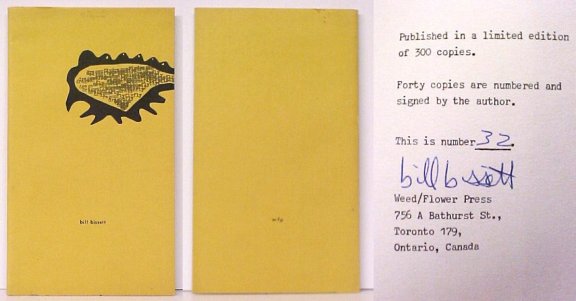 bill bissett
w/fp
Published in a limited edition
of 300 copies.
Forty copies are numbered and
signed by the author.
This is number 32.
bill bissett
Weed/Flower Press
756 A Bathurst St.,
Toronto 179,
Ontario, Canada